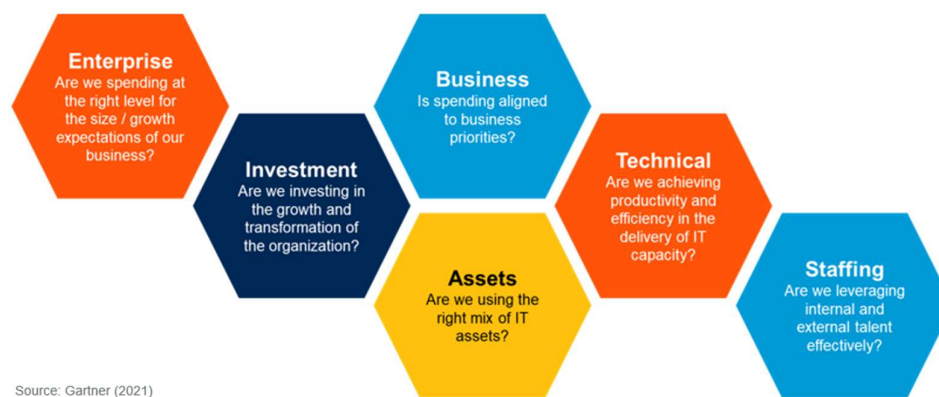 Enterprise
Are we spending at
the right level for
the size / growth
expectations of our
business?
Investment
Are we investing in
the growth and
transformation of
the organization?
Business
Is spending aligned
to business
priorities?
Assets
Are we using the
right mix of IT
assets?
Technical
Are we achieving
productivity and
efficiency in the
delivery of IT
capacity?
Staffing
Are we leveraging
internal and
external talent
effectively?
Source: Gartner (2021)